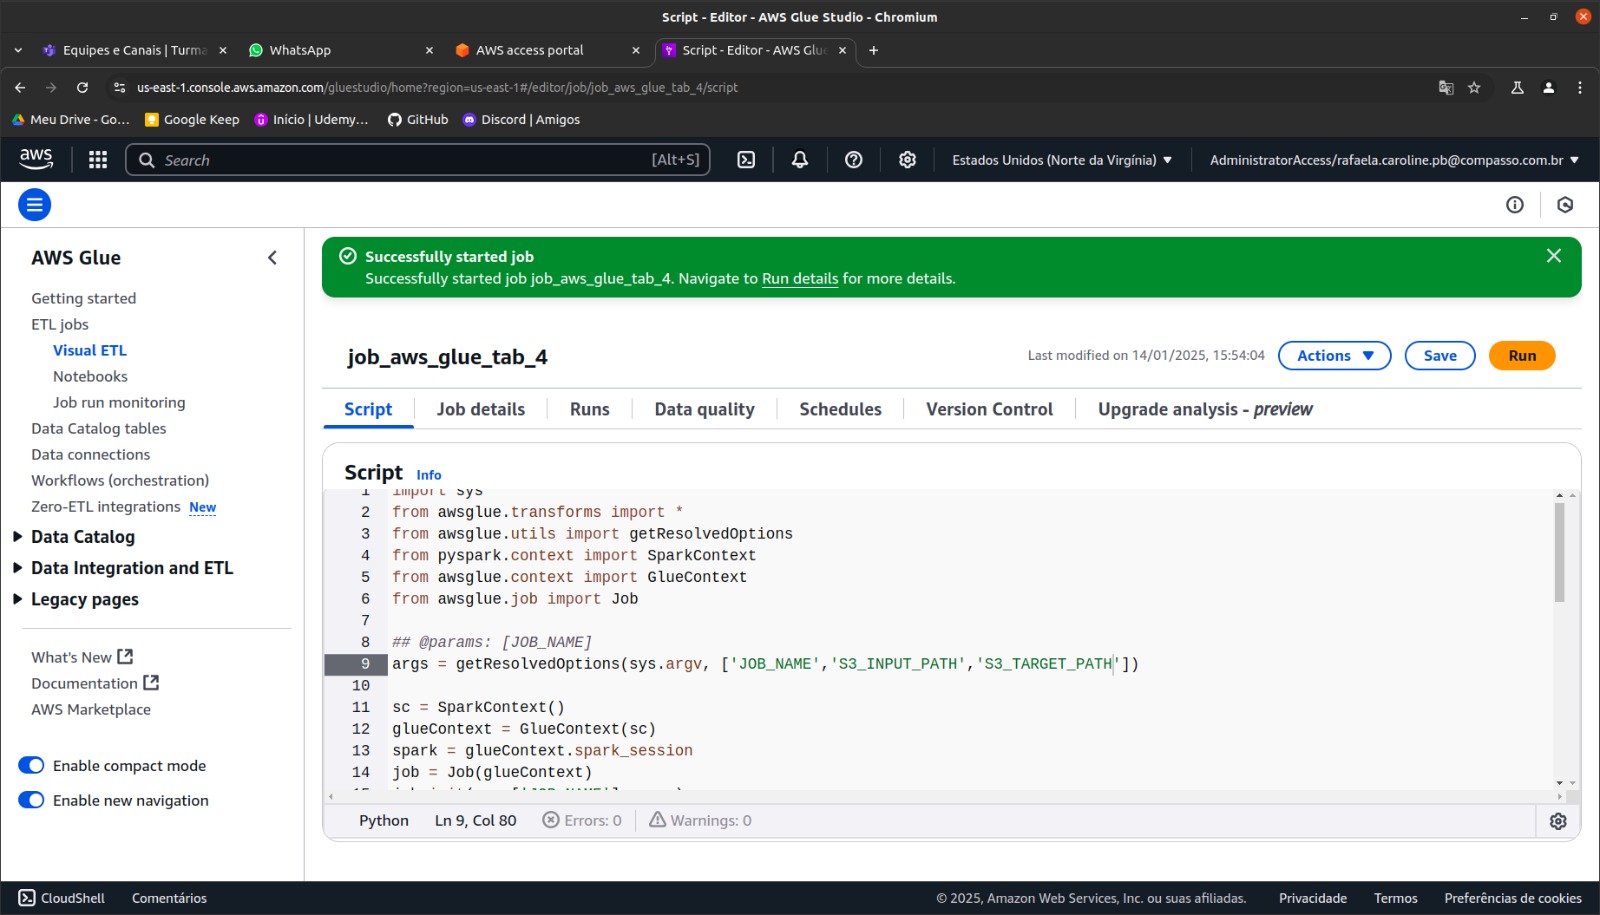 Script - Editor - AWS Glue Studio - Chromium
Equipes e Canais | Turma
WhatsApp
AWS access portal
Script - Editor - AWS Glue
us-east-1.console.aws.amazon.com/gluestudio/home?region=us-east-1#/editor/job/job_aws_glue_tab_4/script
Meu Drive - Go…
Google Keep
Início | Udemy…
GitHub
Discord | Amigos
aws
Search
[Alt+S]
Estados Unidos (Norte da Virgínia)
AdministratorAccess/rafaela.caroline.pb@compasso.com.br
AWS Glue
Getting started
ETL jobs
Visual ETL
Notebooks
Job run monitoring
Data Catalog tables
Data connections
Workflows (orchestration)
Zero-ETL integrations New
Data Catalog
Data Integration and ETL
Legacy pages
What's New
Documentation
AWS Marketplace
Enable compact mode
Enable new navigation
Successfully started job
Successfully started job job_aws_glue_tab_4. Navigate to Run details for more details.
job_aws_glue_tab_4
Last modified on 14/01/2025, 15:54:04
Actions
Save
Run
Script
Job details
Runs
Data quality
Schedules
Version Control
Upgrade analysis - preview
Script Info
1 import sys
2 from awsglue.transforms import *
3 from awsglue.utils import getResolvedOptions
4 from pyspark.context import SparkContext
5 from awsglue.context import GlueContext
6 from awsglue.job import Job
7
8 ## @params: [JOB_NAME]
9 args = getResolvedOptions(sys.argv, ['JOB_NAME','S3_INPUT_PATH','S3_TARGET_PATH'])
10
11 sc = SparkContext()
12 glueContext = GlueContext(sc)
13 spark = glueContext.spark_session
14 job = Job(glueContext)
Python
Ln 9, Col 80
Errors: 0
Warnings: 0
CloudShell
Comentários
© 2025, Amazon Web Services, Inc. ou suas afiliadas.
Privacidade
Termos
Preferências de cookies